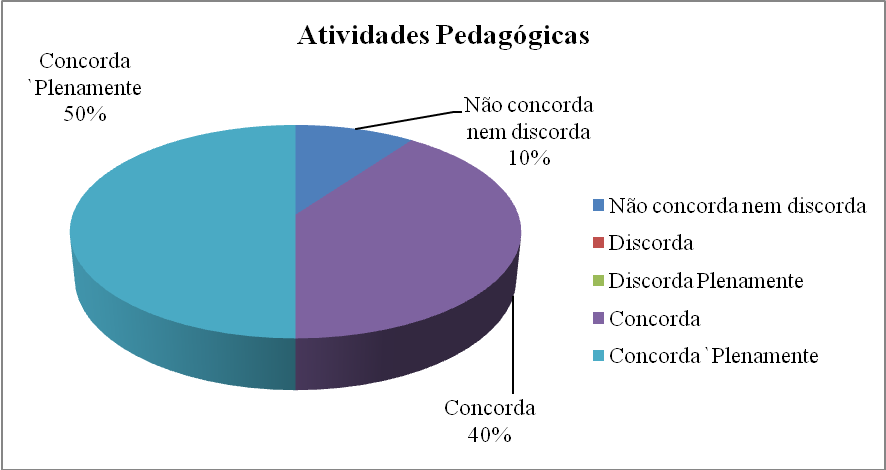 Atividades Pedagógicas
Concorda
`Plenamente
50%
Não concorda
nem discorda
10%
Não concorda nem discorda
Discorda
Discorda Plenamente
Concorda
Concorda `Plenamente
Concorda
40%